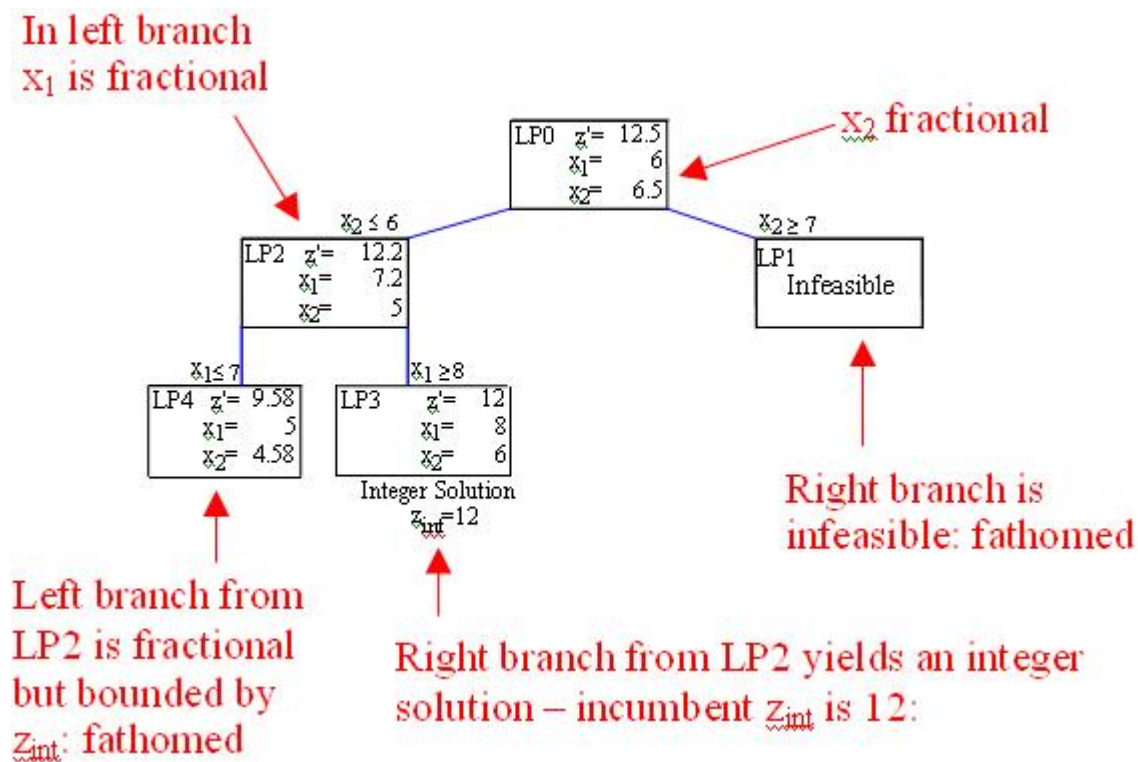 In left branch
x₁ is fractional
x₂ fractional
LP0 z'= 12.5
x₁= 6
x₂= 6.5
x₂ ≤ 6
x₂ ≥ 7
LP2 z'= 12.2
x₁= 7.2
x₂= 5
LP1
Infeasible
x₁≤ 7
x₁ ≥8
LP4 z'= 9.58
x₁= 5
x₂= 4.58
LP3 z'= 12
x₁= 8
x₂= 6
Integer Solution
z_int=12
Right branch is
infeasible: fathomed
Left branch from
LP2 is fractional
but bounded by
z_int: fathomed
Right branch from LP2 yields an integer
solution – incumbent z_int is 12: